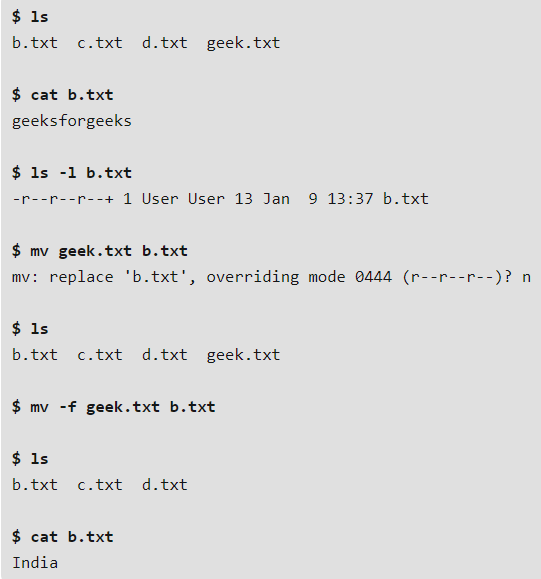 $ ls
b.txt  c.txt  d.txt  geek.txt
$ cat b.txt
geeksforgeeks
$ ls -l b.txt
-r--r--r--+ 1 User User 13 Jan  9 13:37 b.txt
$ mv geek.txt b.txt
mv: replace 'b.txt', overriding mode 0444 (r--r--r--)? n
$ ls
b.txt  c.txt  d.txt  geek.txt
$ mv -f geek.txt b.txt
$ ls
b.txt  c.txt  d.txt
$ cat b.txt
India